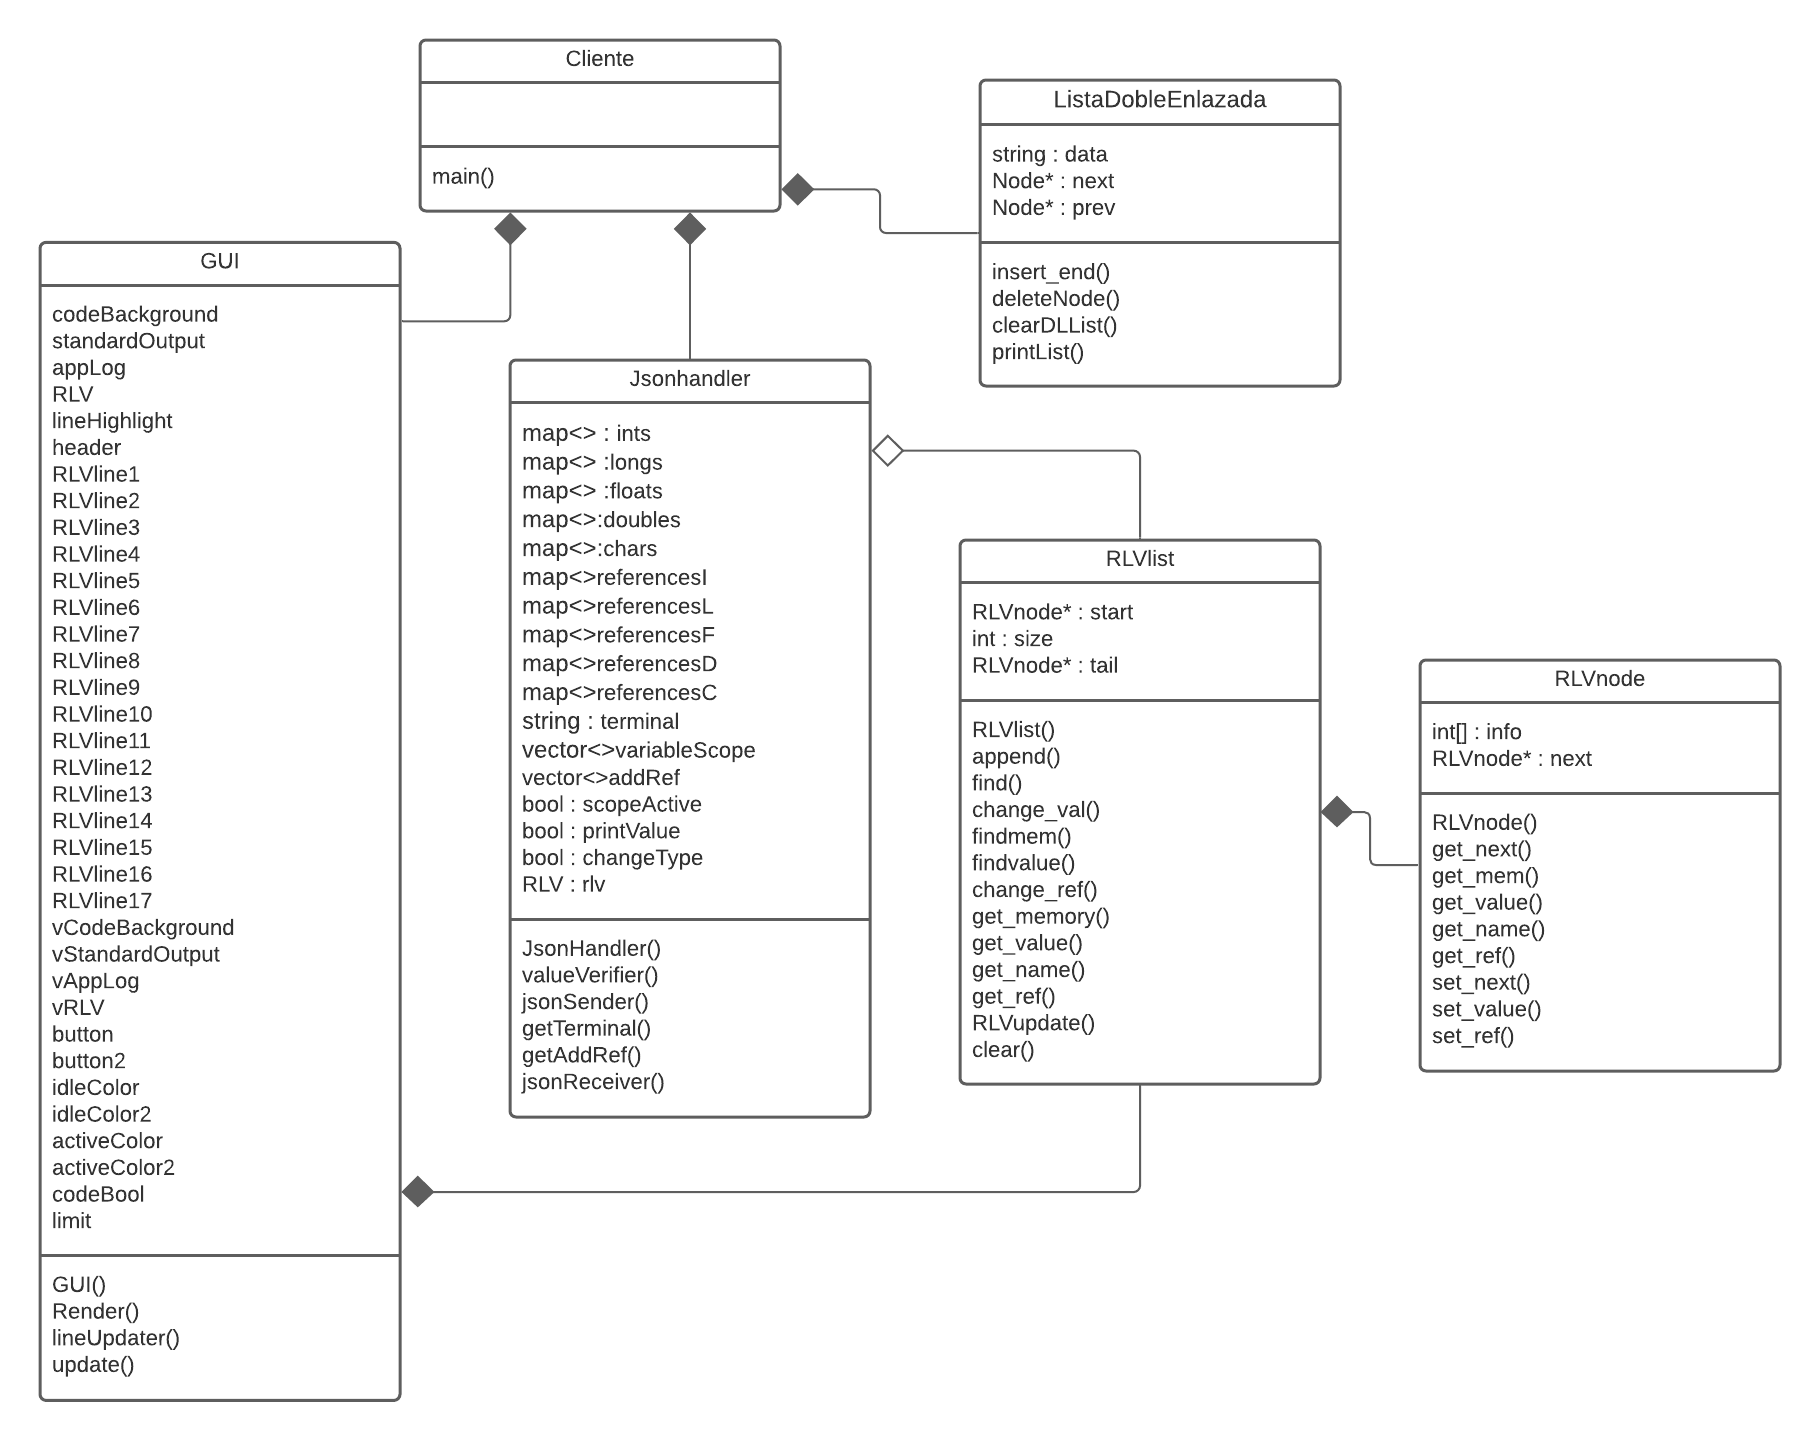 Cliente
main()
ListaDobleEnlazada
string : data
Node* : next
Node* : prev
insert_end()
deleteNode()
clearDLList()
printList()
GUI
codeBackground
standardOutput
appLog
RLV
lineHighlight
header
RLVline1
RLVline2
RLVline3
RLVline4
RLVline5
RLVline6
RLVline7
RLVline8
RLVline9
RLVline10
RLVline11
RLVline12
RLVline13
RLVline14
RLVline15
RLVline16
RLVline17
vCodeBackground
vStandardOutput
vAppLog
vRLV
button
button2
idleColor
idleColor2
activeColor
activeColor2
codeBool
limit
GUI()
Render()
lineUpdater()
update()
Jsonhandler
map<> : ints
map<> :longs
map<> :floats
map<>:doubles
map<>:chars
map<>referencesI
map<>referencesL
map<>referencesF
map<>referencesD
map<>referencesC
string : terminal
vector<>variableScope
vector<>addRef
bool : scopeActive
bool : printValue
bool : changeType
RLV : rlv
JsonHandler()
valueVerifier()
jsonSender()
getTerminal()
getAddRef()
jsonReceiver()
RLVlist
RLVnode* : start
int : size
RLVnode* : tail
RLVlist()
append()
find()
change_val()
findmem()
findvalue()
change_ref()
get_memory()
get_value()
get_name()
get_ref()
RLVupdate()
clear()
RLVnode
int[] : info
RLVnode* : next
RLVnode()
get_next()
get_mem()
get_value()
get_name()
get_ref()
set_next()
set_value()
set_ref()